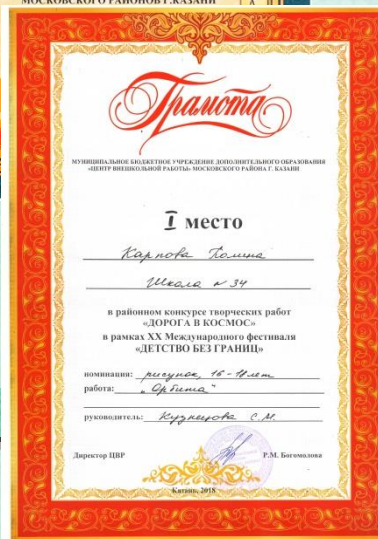 МОСКОВСКОГО РАЙОНОВ Г.КАЗАНИ
Грамота
МУНИЦИПАЛЬНОЕ БЮДЖЕТНОЕ УЧРЕЖДЕНИЕ ДОПОЛНИТЕЛЬНОГО ОБРАЗОВАНИЯ
«ЦЕНТР ВНЕШКОЛЬНОЙ РАБОТЫ» МОСКОВСКОГО РАЙОНА Г. КАЗАНИ
I место
Карпова Полина
Школа № 34
в районном конкурсе творческих работ
«ДОРОГА В КОСМОС»
в рамках XX Международного фестиваля
«ДЕТСТВО БЕЗ ГРАНИЦ»
номинации: рисунок, 16-18 лет
работа: "Орбита"
руководитель: Кузнецова С.М.
Директор ЦВР Р.М. Богомолова
Казань, 2018